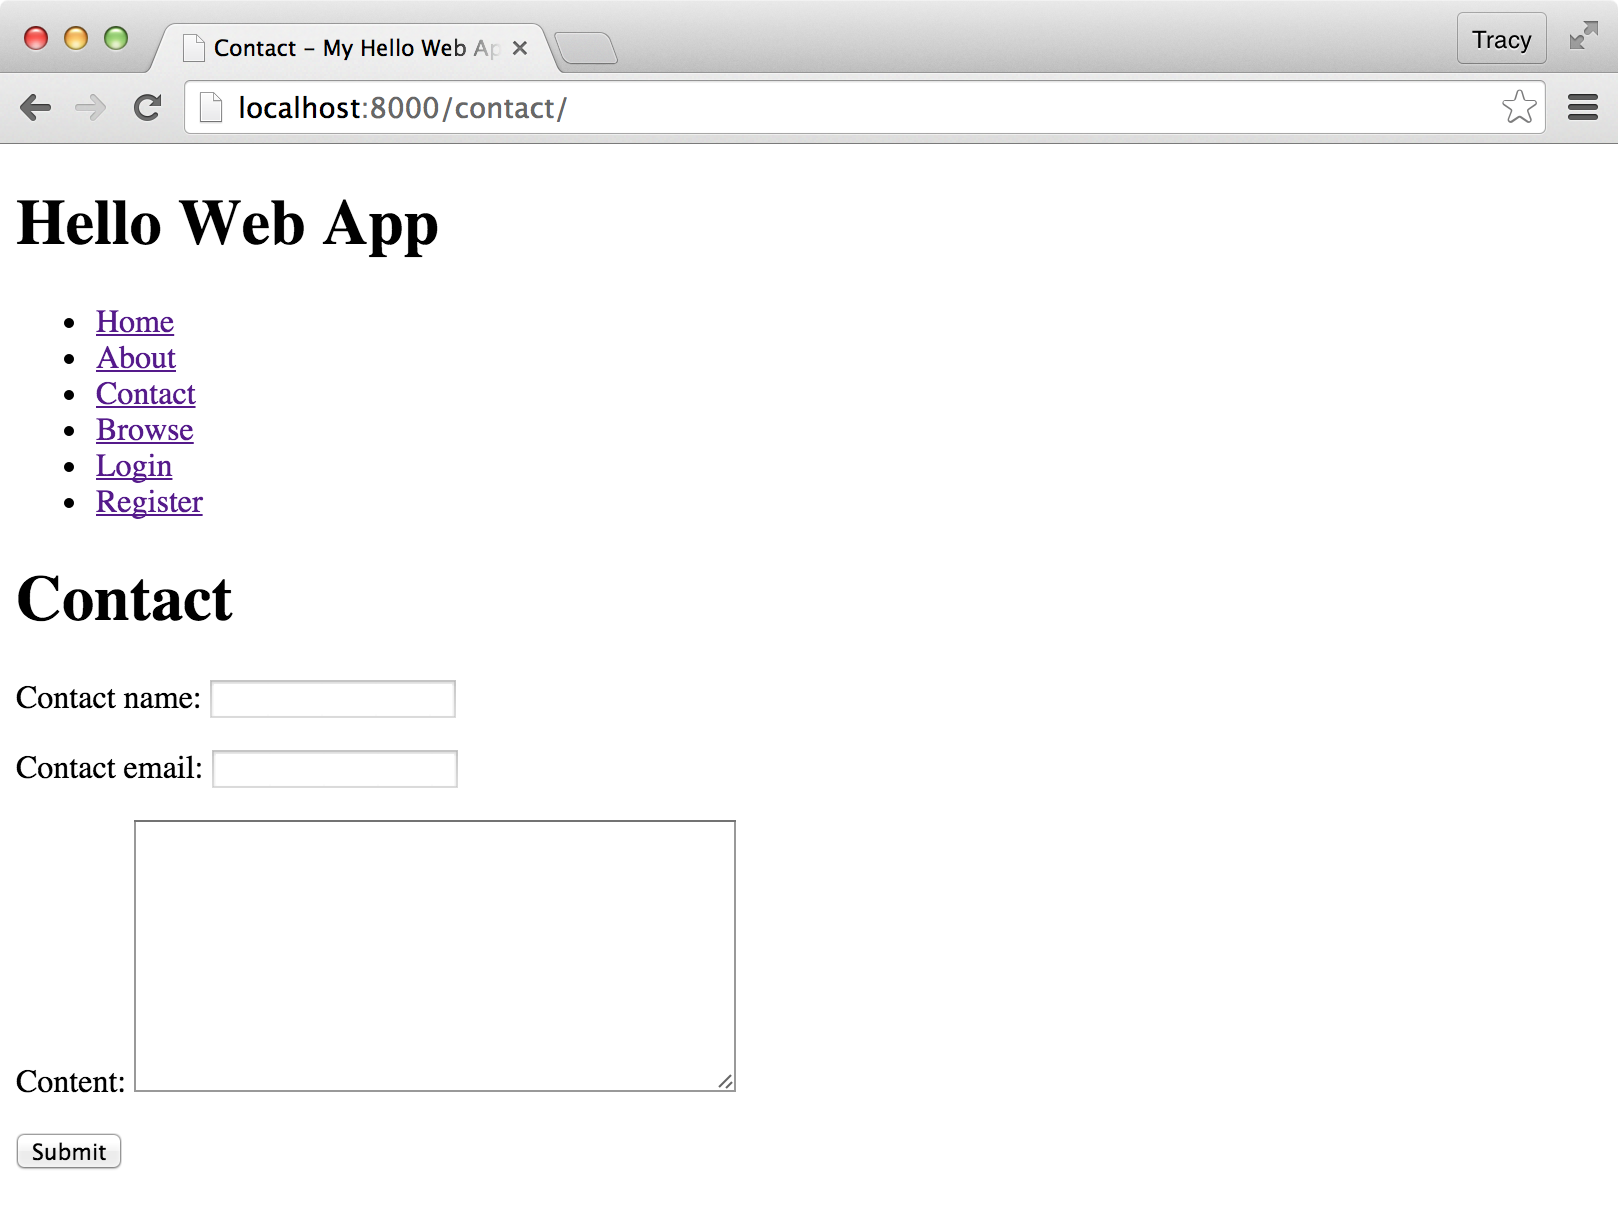 Contact – My Hello Web Ap
Tracy
localhost:8000/contact/
Hello Web App
Home
About
Contact
Browse
Login
Register
Contact
Contact name:
Contact email:
Content:
Submit